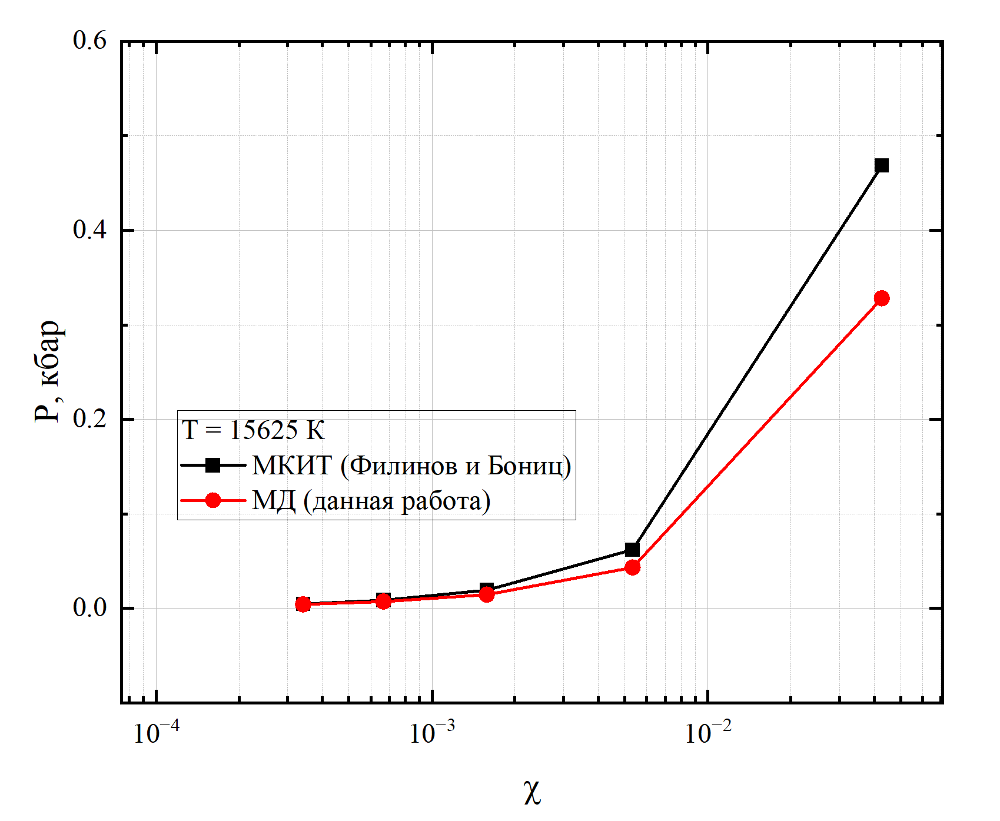 0.6
0.4
0.2
0.0
P, кбар
T = 15625 К
МКИТ (Филинов и Бониц)
МД (данная работа)
10⁻⁴ 10⁻³ 10⁻²
χ